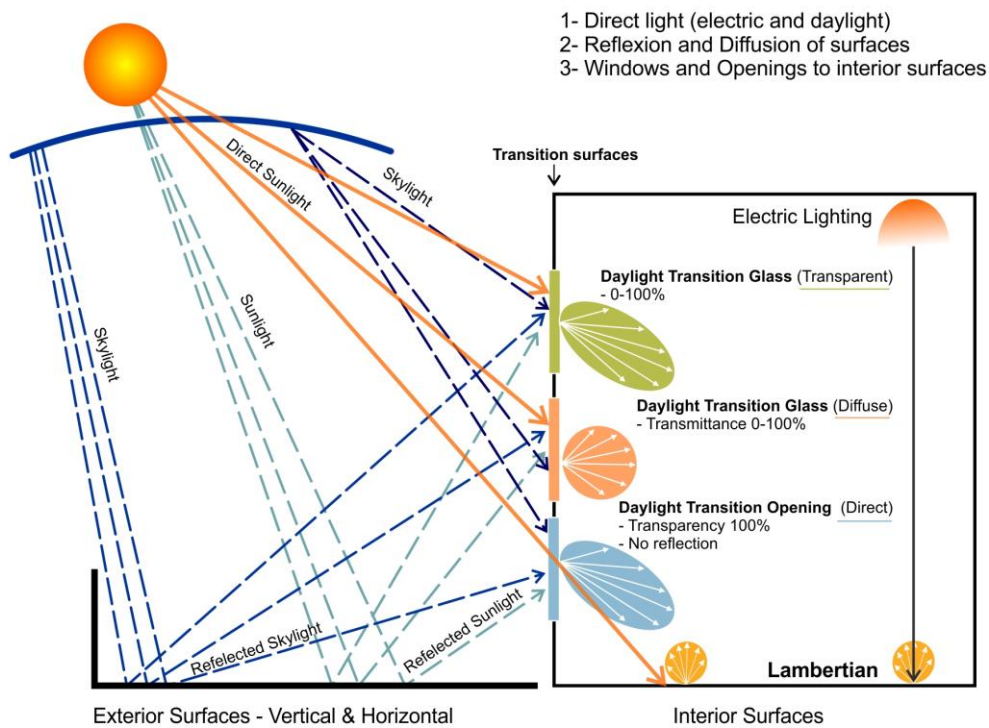 1- Direct light (electric and daylight)
2- Reflexion and Diffusion of surfaces
3- Windows and Openings to interior surfaces
Transition surfaces
Direct Sunlight
Skylight
Skylight
Sunlight
Electric Lighting
Daylight Transition Glass (Transparent)
- 0-100%
Daylight Transition Glass (Diffuse)
- Transmittance 0-100%
Daylight Transition Opening (Direct)
- Transparency 100%
- No reflection
Refelected Skylight
Refelected Sunlight
Lambertian
Exterior Surfaces - Vertical & Horizontal
Interior Surfaces